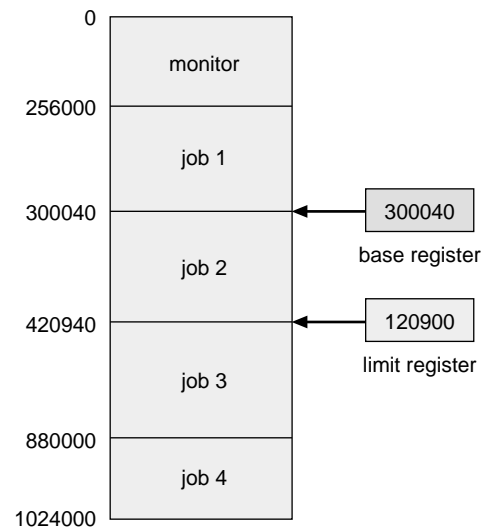 0
monitor
256000
job 1
300040
300040
base register
job 2
420940
120900
limit register
job 3
880000
job 4
1024000